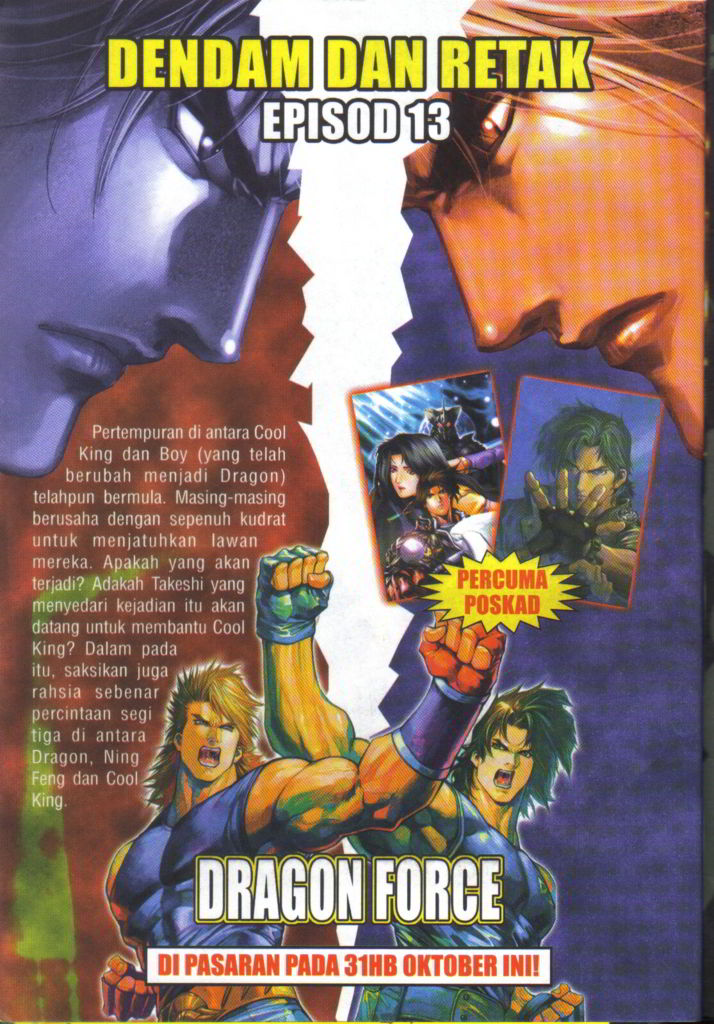 DENDAM DAN RETAK
EPISOD 13
Pertempuran di antara Cool
King dan Boy (yang telah
berubah menjadi Dragon)
telahpun bermula. Masing-masing
berusaha dengan sepenuh kudrat
untuk menjatuhkan lawan
mereka. Apakah yang akan
terjadi? Adakah Takeshi yang
menyedari kejadian itu akan
datang untuk membantu Cool
King? Dalam pada
itu, saksikan juga
rahsia sebenar
percintaan segi
tiga di antara
Dragon, Ning
Feng dan Cool
King.
PERCUMA
POSKAD
DRAGON FORCE
DI PASARAN PADA 31HB OKTOBER INI!